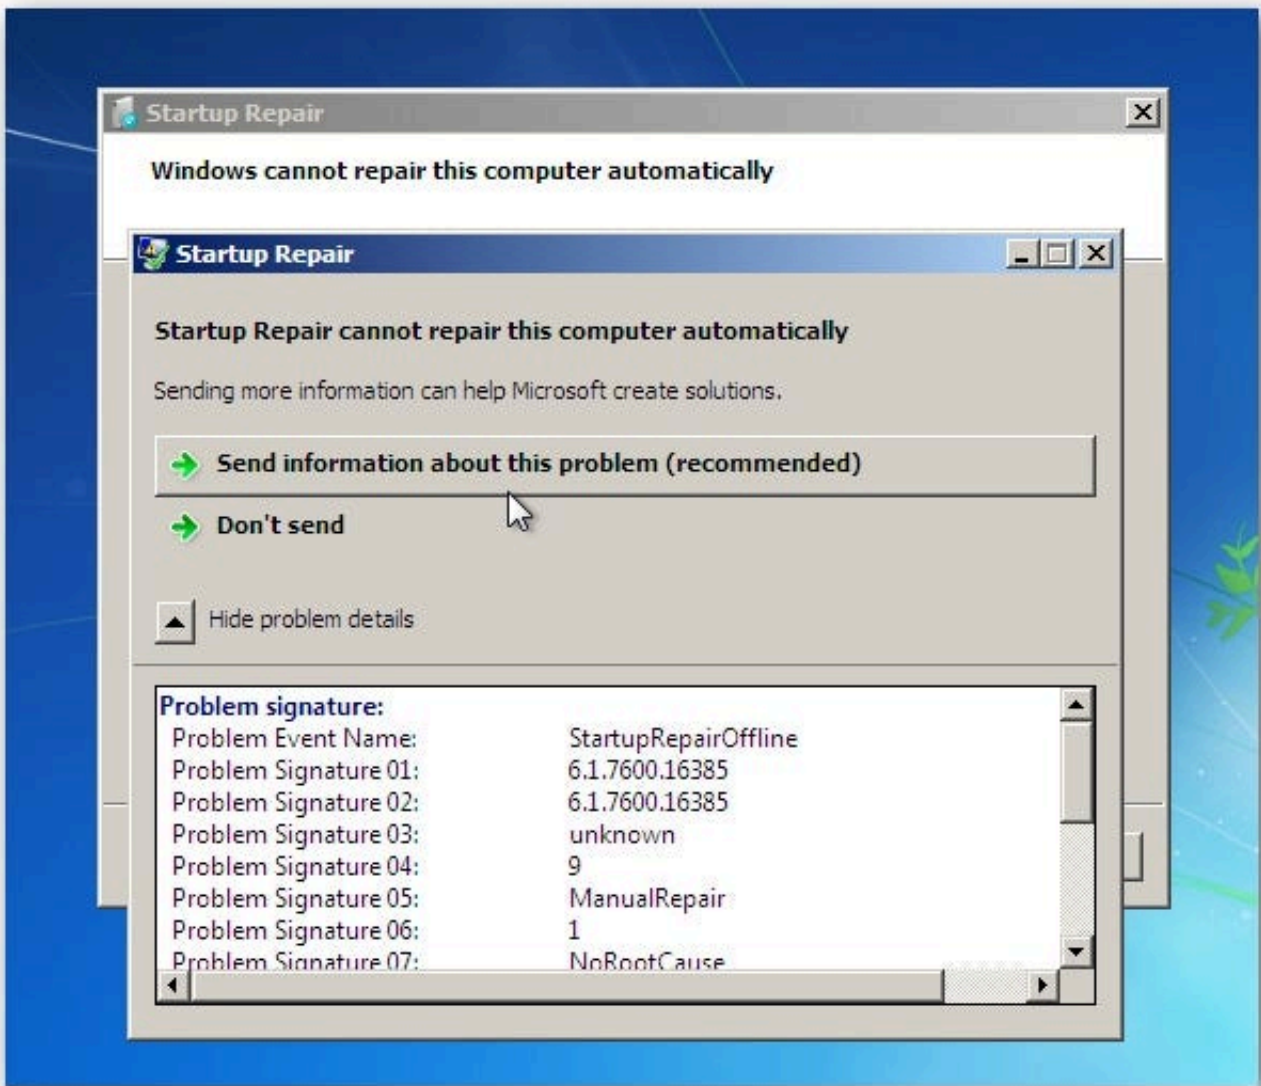 Startup Repair
Windows cannot repair this computer automatically
Startup Repair
Startup Repair cannot repair this computer automatically
Sending more information can help Microsoft create solutions.
Send information about this problem (recommended)
Don't send
Hide problem details
Problem signature:
Problem Event Name: StartupRepairOffline
Problem Signature 01: 6.1.7600.16385
Problem Signature 02: 6.1.7600.16385
Problem Signature 03: unknown
Problem Signature 04: 9
Problem Signature 05: ManualRepair
Problem Signature 06: 1
Problem Signature 07: NoRootCause